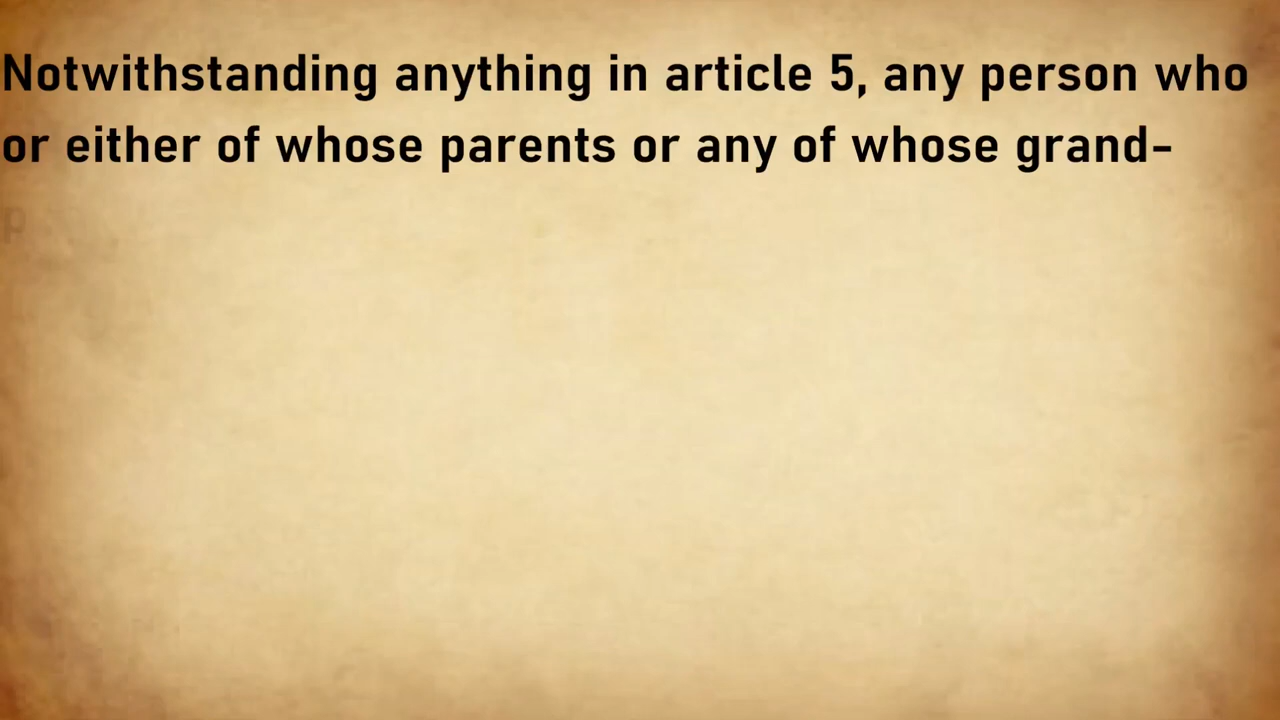 Notwithstanding anything in article 5, any person who
or either of whose parents or any of whose grand-
p